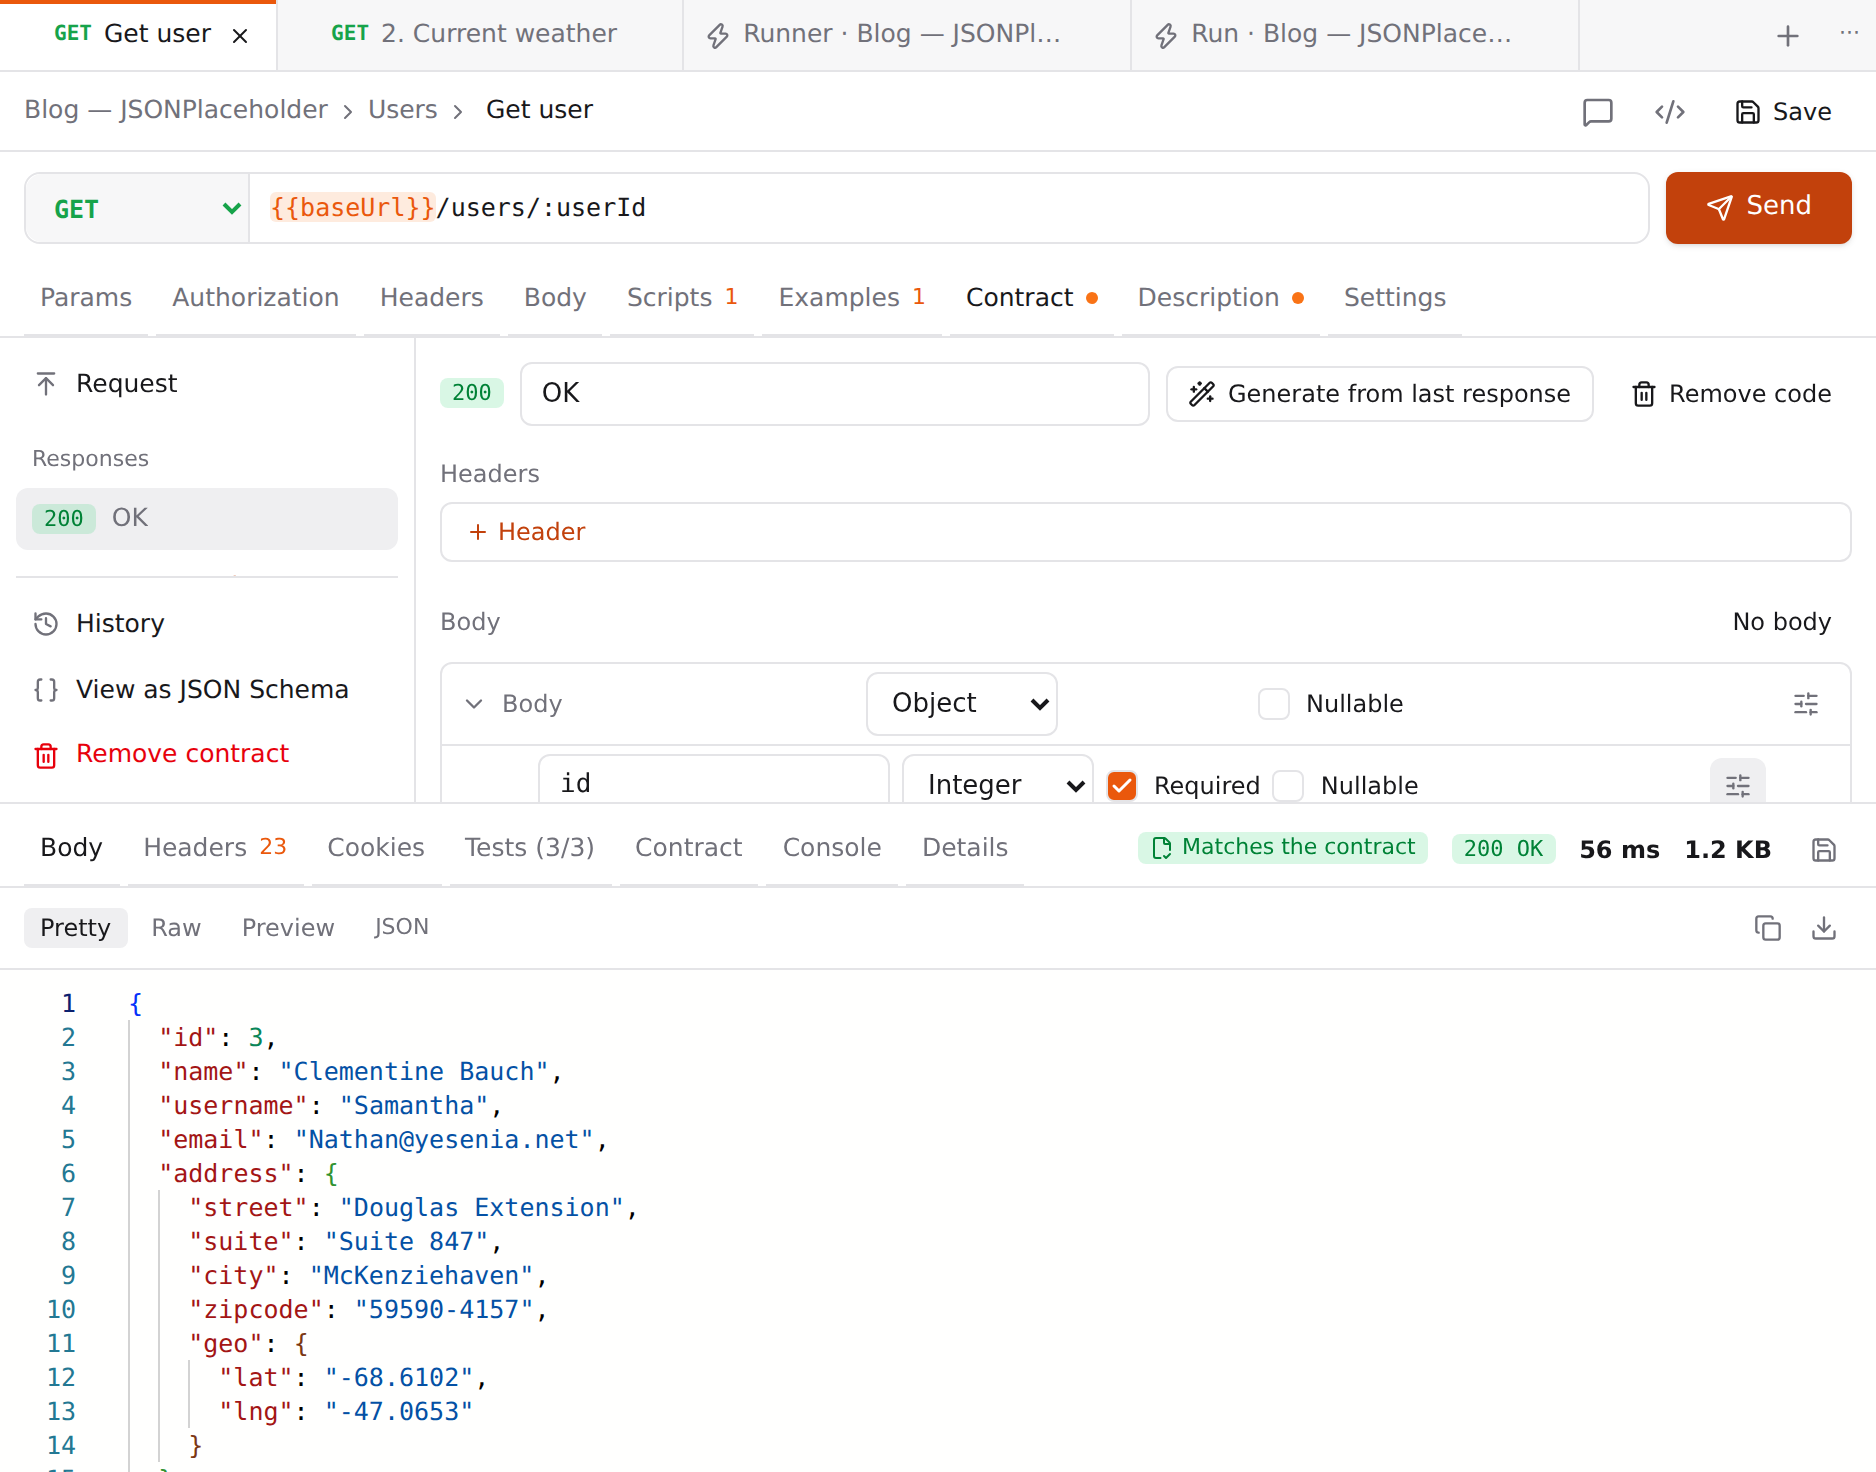 GET Get user
GET 2. Current weather
Runner · Blog — JSONPl…
Run · Blog — JSONPlace…
Blog — JSONPlaceholder > Users > Get user
Save
GET
{{baseUrl}}/users/:userId
Send
Params
Authorization
Headers
Body
Scripts 1
Examples 1
Contract
Description
Settings
Request
Responses
200 OK
History
View as JSON Schema
Remove contract
200
OK
Generate from last response
Remove code
Headers
+ Header
Body
No body
Body
Object
Nullable
id
Integer
Required
Nullable
Body
Headers 23
Cookies
Tests (3/3)
Contract
Console
Details
Matches the contract
200 OK
56 ms
1.2 KB
Pretty
Raw
Preview
JSON
1 {
2 "id": 3,
3 "name": "Clementine Bauch",
4 "username": "Samantha",
5 "email": "Nathan@yesenia.net",
6 "address": {
7 "street": "Douglas Extension",
8 "suite": "Suite 847",
9 "city": "McKenziehaven",
10 "zipcode": "59590-4157",
11 "geo": {
12 "lat": "-68.6102",
13 "lng": "-47.0653"
14 }